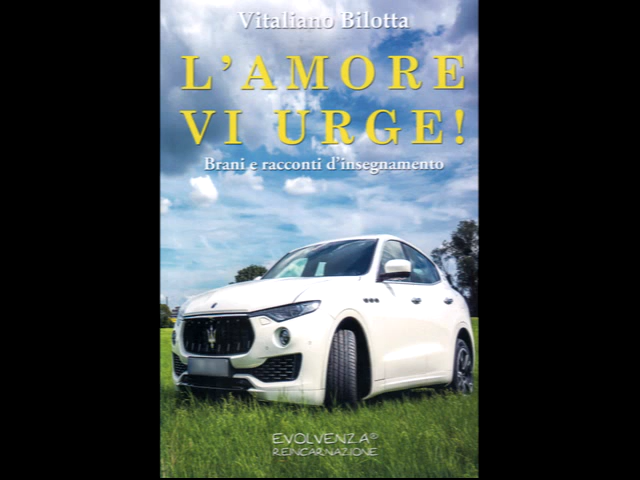 Vitaliano Bilotta
L'AMORE
VI URGE!
Brani e racconti d'insegnamento
EVOLVENZA®
REINCARNAZIONE